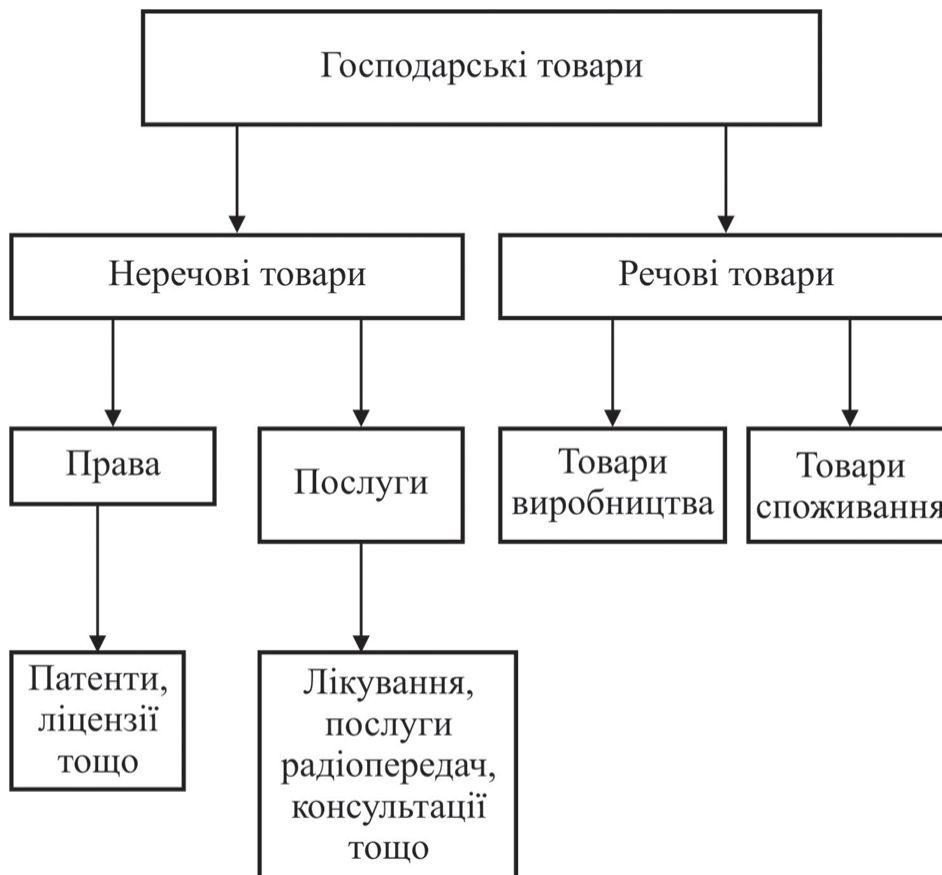 Господарські товари
Неречові товари
Речові товари
Права
Послуги
Товари
виробництва
Товари
споживання
Патенти,
ліцензії
тощо
Лікування,
послуги
радіопередач,
консультації
тощо